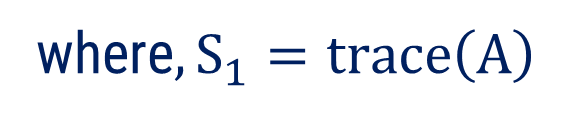 where, S₁ = trace(A)